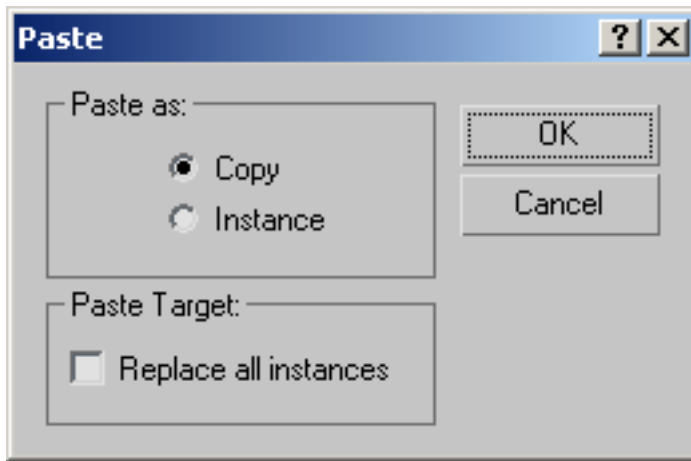 Paste
Paste as:
Copy
Instance
OK
Cancel
Paste Target:
Replace all instances